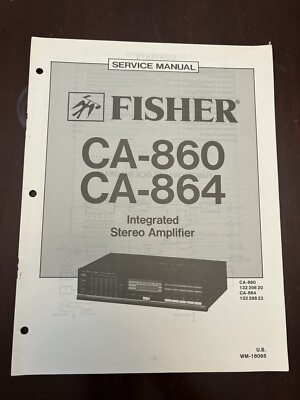 SERVICE MANUAL
FISHER®
CA-860
CA-864
Integrated
Stereo Amplifier
CA-860
132 298 20
CA-864
132 298 22
U.S.
WM-16085